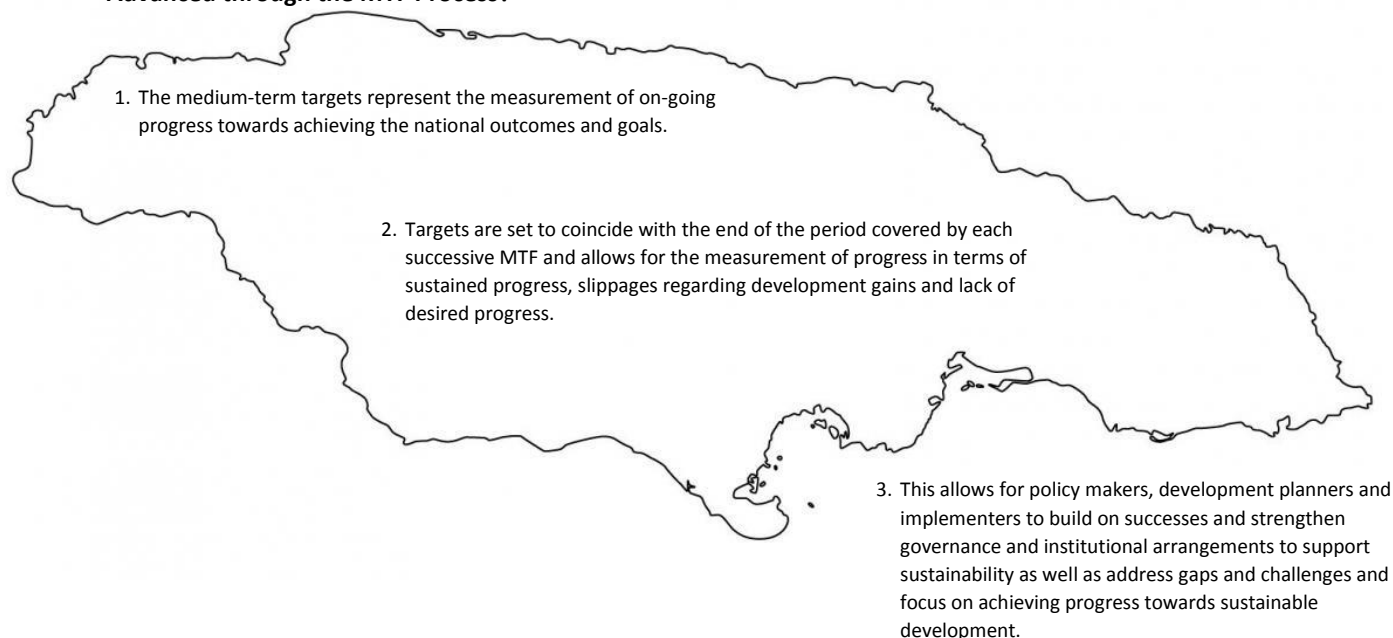 Advanced through the MTF Process?
1. The medium-term targets represent the measurement of on-going
progress towards achieving the national outcomes and goals.
2. Targets are set to coincide with the end of the period covered by each
successive MTF and allows for the measurement of progress in terms of
sustained progress, slippages regarding development gains and lack of
desired progress.
3. This allows for policy makers, development planners and
implementers to build on successes and strengthen
governance and institutional arrangements to support
sustainability as well as address gaps and challenges and
focus on achieving progress towards sustainable
development.